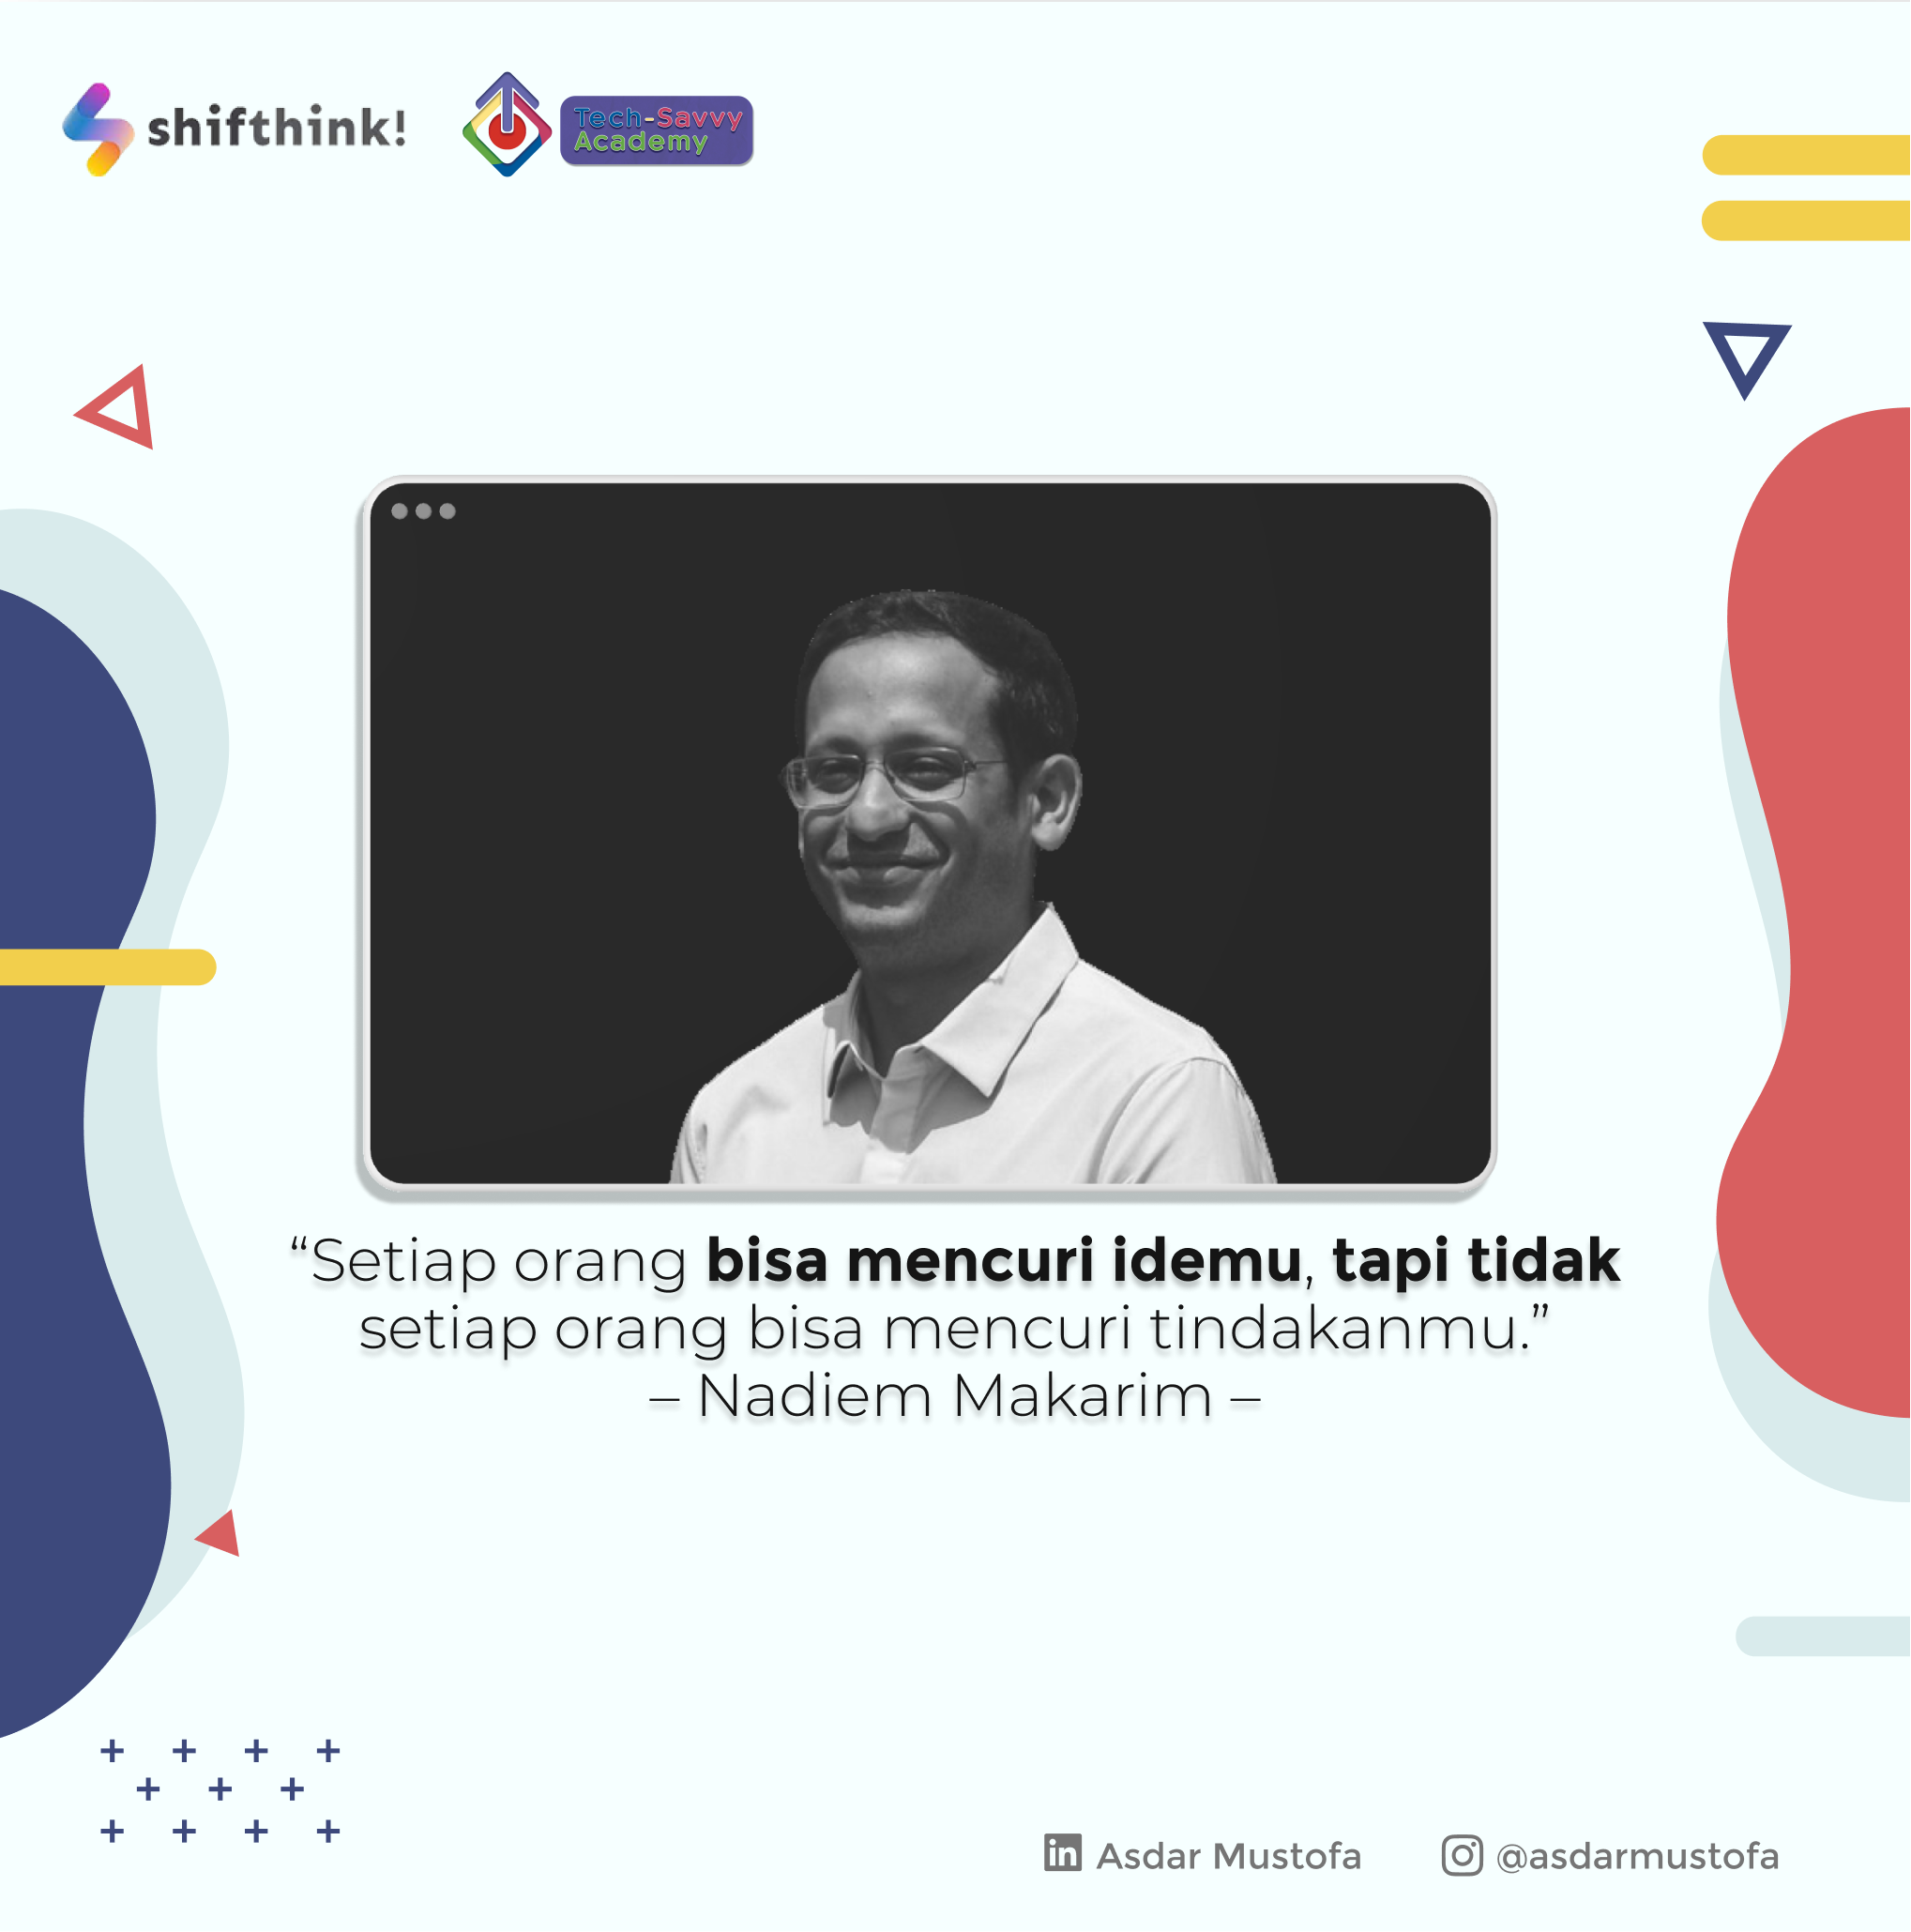 shifthink!
Tech-Savvy
Academy
“Setiap orang bisa mencuri idemu, tapi tidak
setiap orang bisa mencuri tindakanmu.”
– Nadiem Makarim –
in Asdar Mustofa
@asdarmustofa